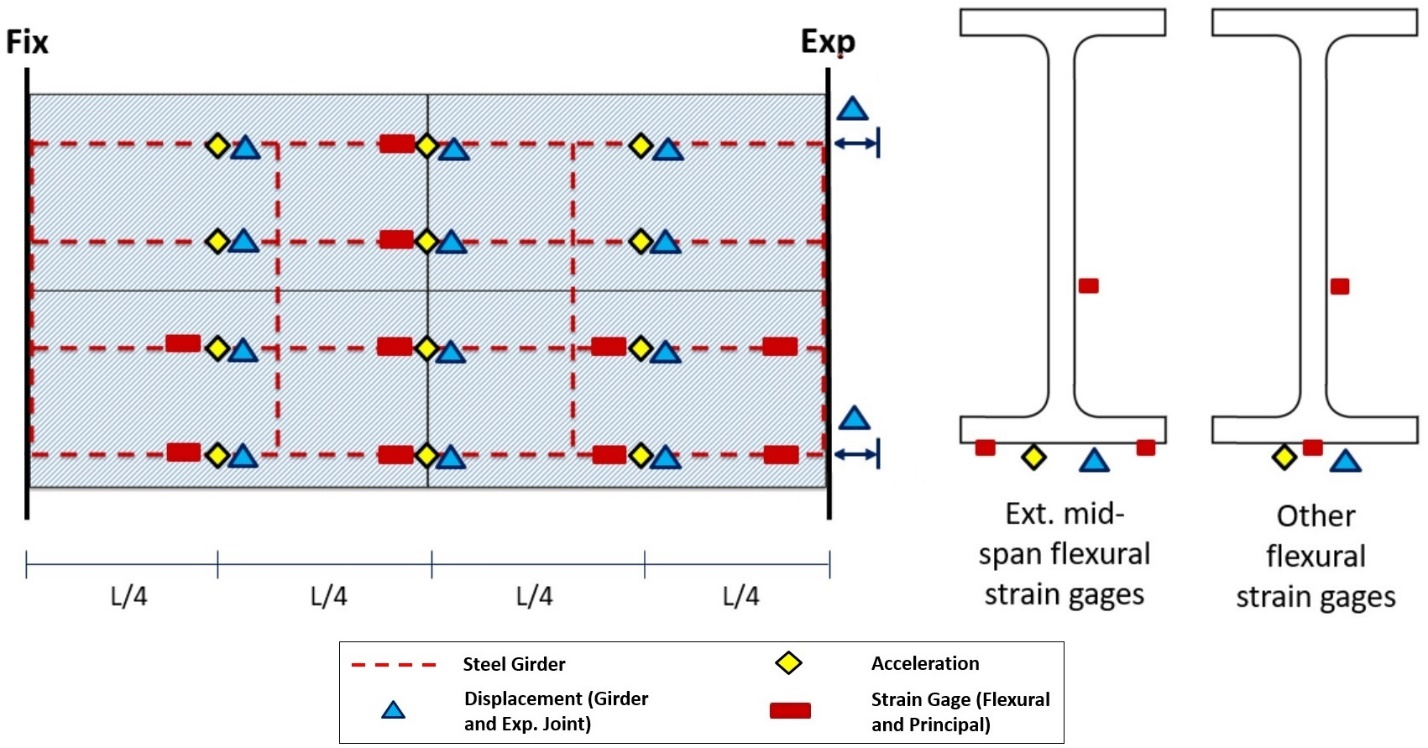 Fix
Exp
L/4
L/4
L/4
L/4
Ext. mid-
span flexural
strain gages
Other
flexural
strain gages
Steel Girder
Acceleration
Displacement (Girder
and Exp. Joint)
Strain Gage (Flexural
and Principal)